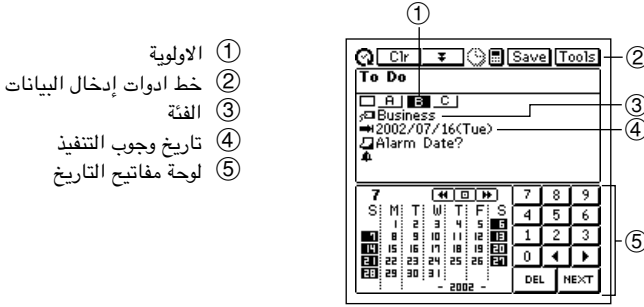 ① الاولوية
② خط ادوات إدخال البيانات
③ الفئة
④ تاريخ وجوب التنفيذ
⑤ لوحة مفاتيح التاريخ
①
Clr Save Tools ②
To Do
A B C
Business ③
2002/07/16(Tue) ④
Alarm Date?
7
S M T W T F S
1 2 3 4 5 6
7 8 9 10 11 12 13
14 15 16 17 18 19 20
21 22 23 24 25 26 27
28 29 30 31
- 2002 -
7 8 9
4 5 6
1 2 3
0
DEL NEXT
⑤